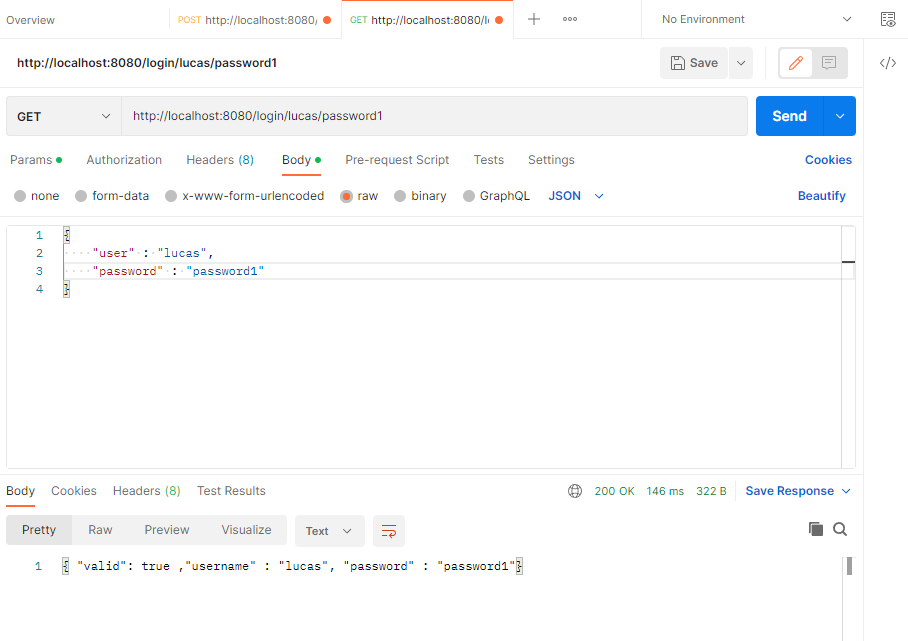 Overview
POST http://localhost:8080/
GET http://localhost:8080/l
No Environment
http://localhost:8080/login/lucas/password1
Save
GET
http://localhost:8080/login/lucas/password1
Send
Params Authorization Headers (8) Body Pre-request Script Tests Settings Cookies
none form-data x-www-form-urlencoded raw binary GraphQL JSON Beautify
1 {
2 "user" : "lucas",
3 "password" : "password1"
4 }
Body Cookies Headers (8) Test Results 200 OK 146 ms 322 B Save Response
Pretty Raw Preview Visualize Text
1 { "valid": true ,"username" : "lucas", "password" : "password1"}